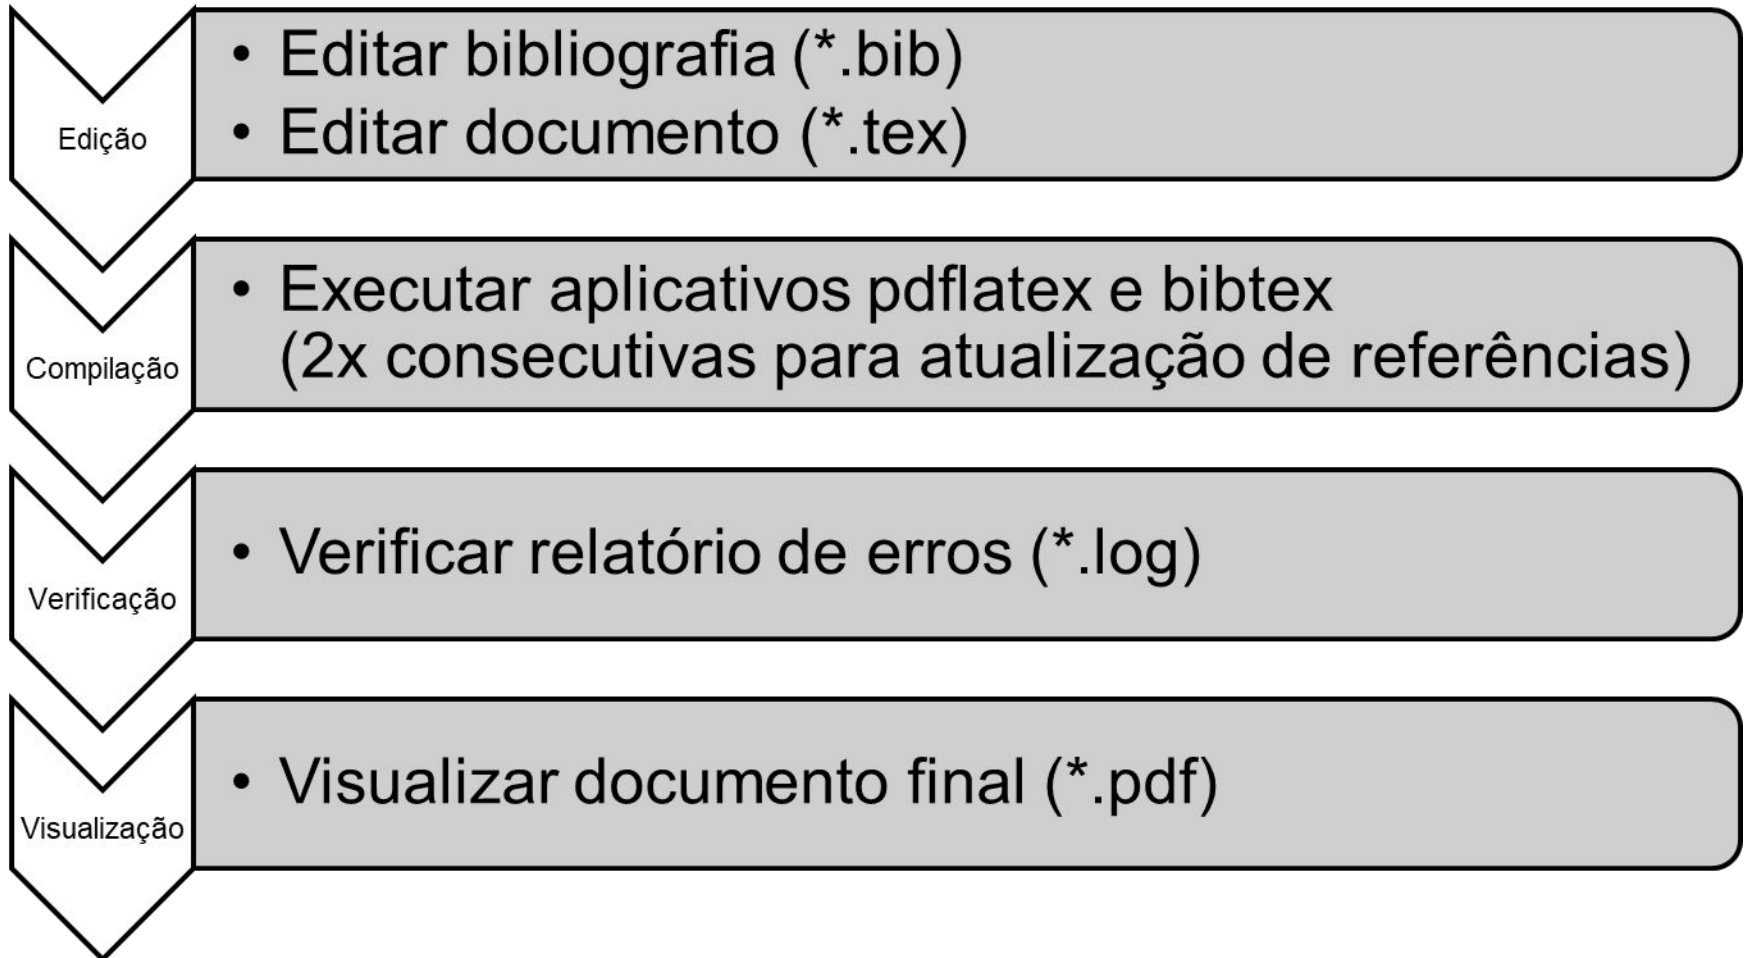 Edição
• Editar bibliografia (*.bib)
• Editar documento (*.tex)
Compilação
• Executar aplicativos pdflatex e bibtex
(2x consecutivas para atualização de referências)
Verificação
• Verificar relatório de erros (*.log)
Visualização
• Visualizar documento final (*.pdf)